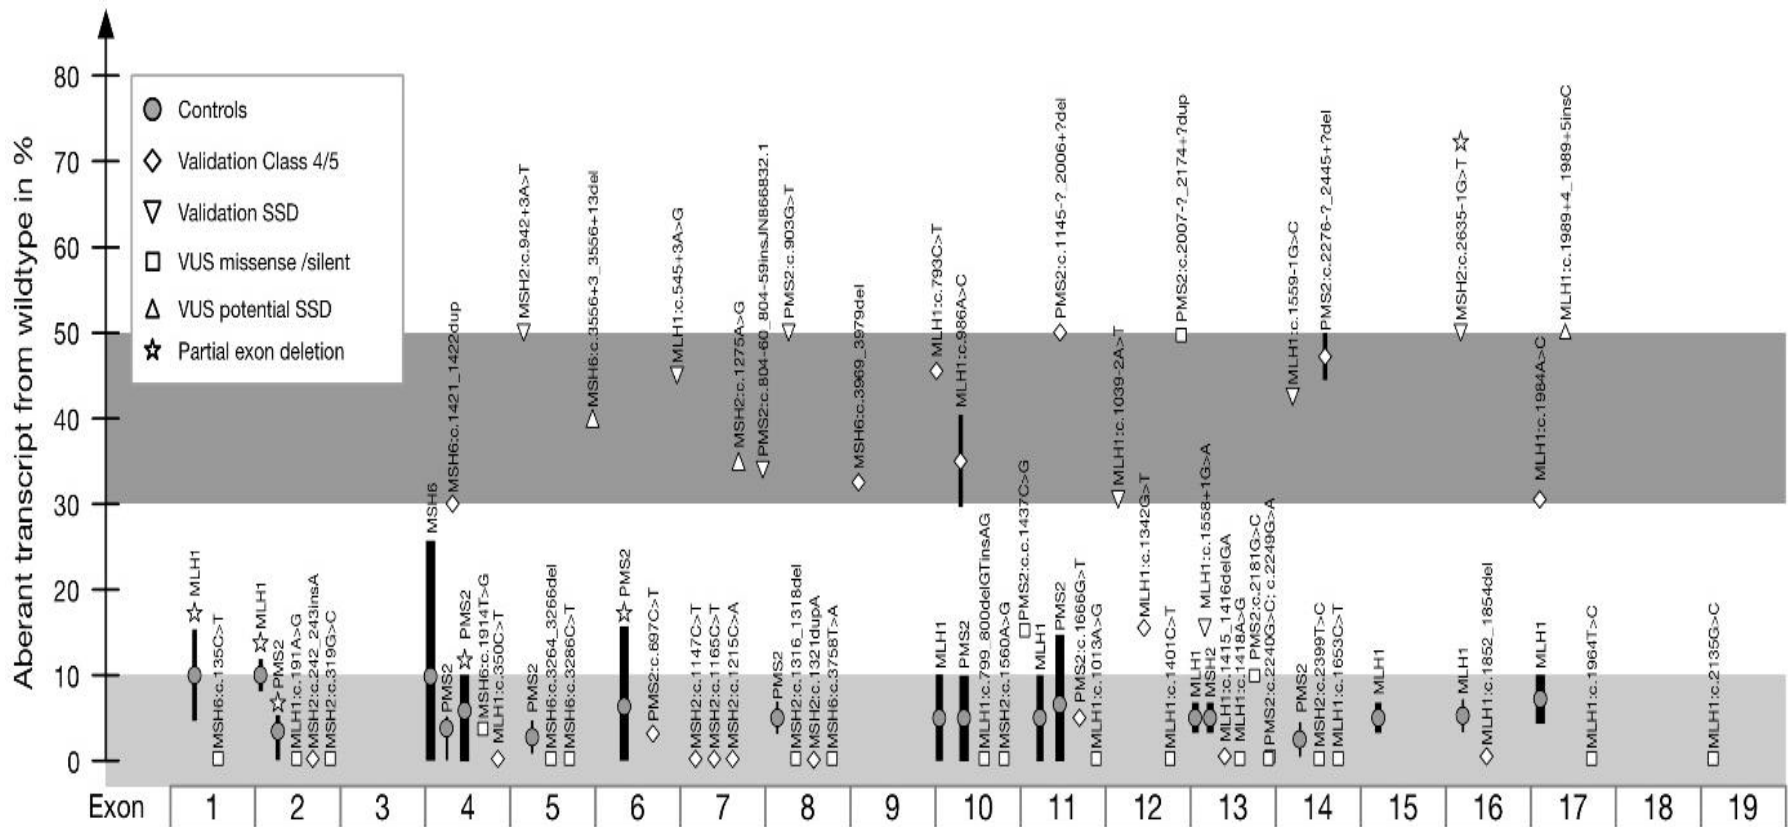 Aberant transcript from wildtype in %
80
70
60
50
40
30
20
10
0
Controls
Validation Class 4/5
Validation SSD
VUS missense /silent
VUS potential SSD
Partial exon deletion
MLH1
MSH6:c.135C>T
MLH1
PMS2
MLH1:c.191A>G
MSH2:c.242_243insA
MSH2:c.319G>C
MSH6
PMS2
MSH6:c.1421_1422dup
PMS2
MSH6:c.1914T>G
MLH1:c.350C>T
MSH2:c.942+3A>T
PMS2
MSH6:c.3264_3266del
MSH6:c.3286C>T
MSH6:c.3556+3_3556+13del
PMS2
PMS2:c.697C>T
MLH1:c.545+3A>G
MSH2:c.1147C>T
MSH2:c.1165C>T
MSH2:c.1215C>A
MSH2:c.1275A>G
PMS2:c.804-60_804-59insJN866832.1
PMS2
PMS2:c.903G>T
MSH2:c.1316_1318del
MSH2:c.1321dupA
MSH6:c.3758T>A
MSH6:c.3969_3979del
MLH1:c.793C>T
MLH1
MLH1:c.986A>C
PMS2
MLH1:c.799_800delGTinsAG
MSH2:c.1560A>G
PMS2:c.c.1437C>G
MLH1
PMS2:c.1145-?_2006+?del
PMS2
PMS2:c.1666G>T
MLH1:c.1013A>G
MLH1:c.1039-2A>T
MLH1:c.1342G>T
MLH1:c.1401C>T
PMS2:c.2007-?_2174+?dup
MLH1
MLH1:c.1558+1G>A
MSH2
MLH1:c.1415_1416delGA
MLH1:c.1418A>G
PMS2:c.2181G>C
PMS2:c.2240G>C; c.2249G>A
MLH1:c.1559-1G>C
PMS2
MSH2:c.2399T>C
PMS2:c.2276-?_2445+?del
MLH1:c.1653C>T
MLH1
MSH2:c.2635-1G>T
MLH1
MLH1:c.1852_1854del
MLH1:c.1984A>C
MLH1
MLH1:c.1989+4_1989+5insC
MLH1:c.1964T>C
MLH1:c.2135G>C
Exon 1 2 3 4 5 6 7 8 9 10 11 12 13 14 15 16 17 18 19